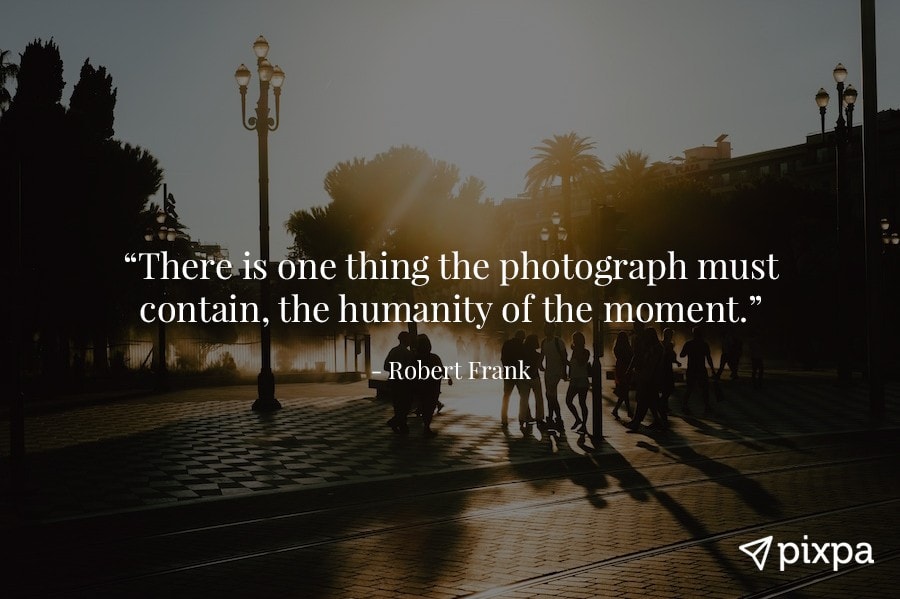 “There is one thing the photograph must
contain, the humanity of the moment.”
- Robert Frank
pixpa